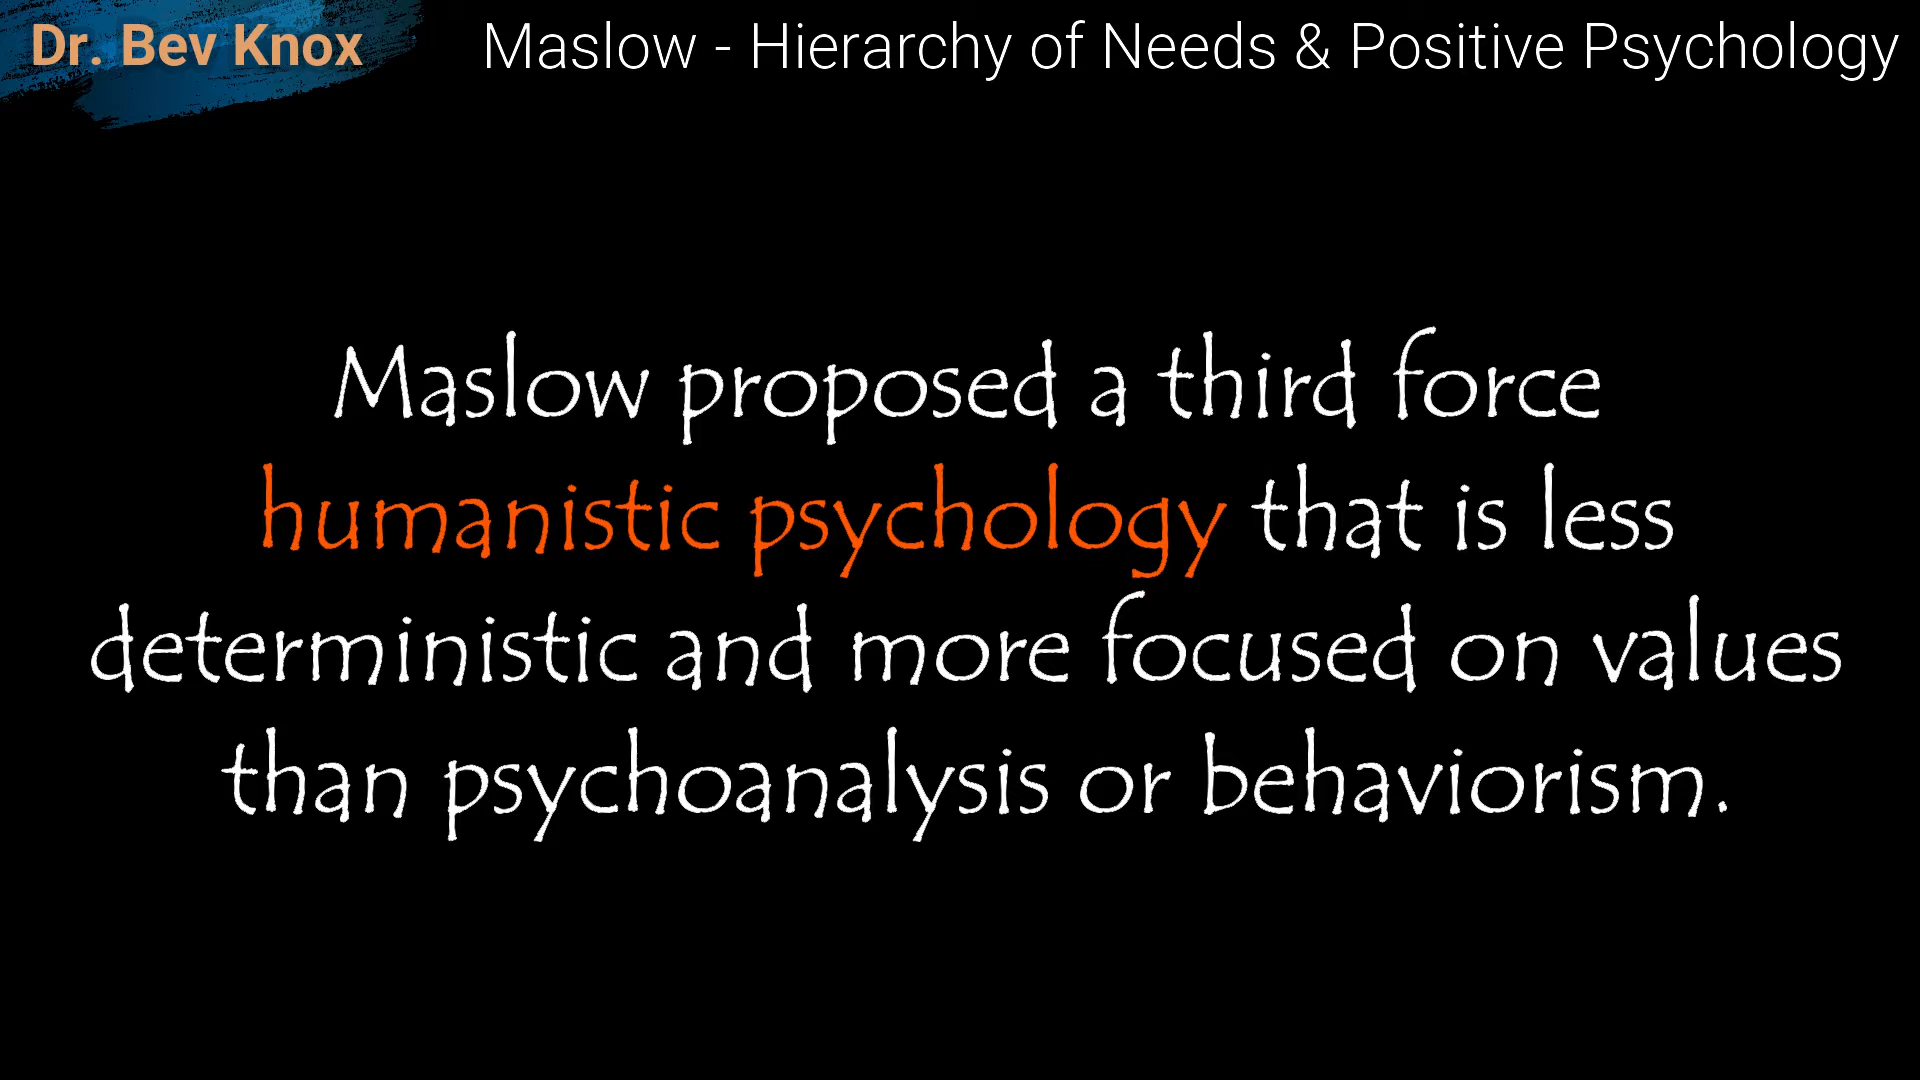 Dr. Bev Knox
Maslow - Hierarchy of Needs & Positive Psychology
Maslow proposed a third force
humanistic psychology that is less
deterministic and more focused on values
than psychoanalysis or behaviorism.